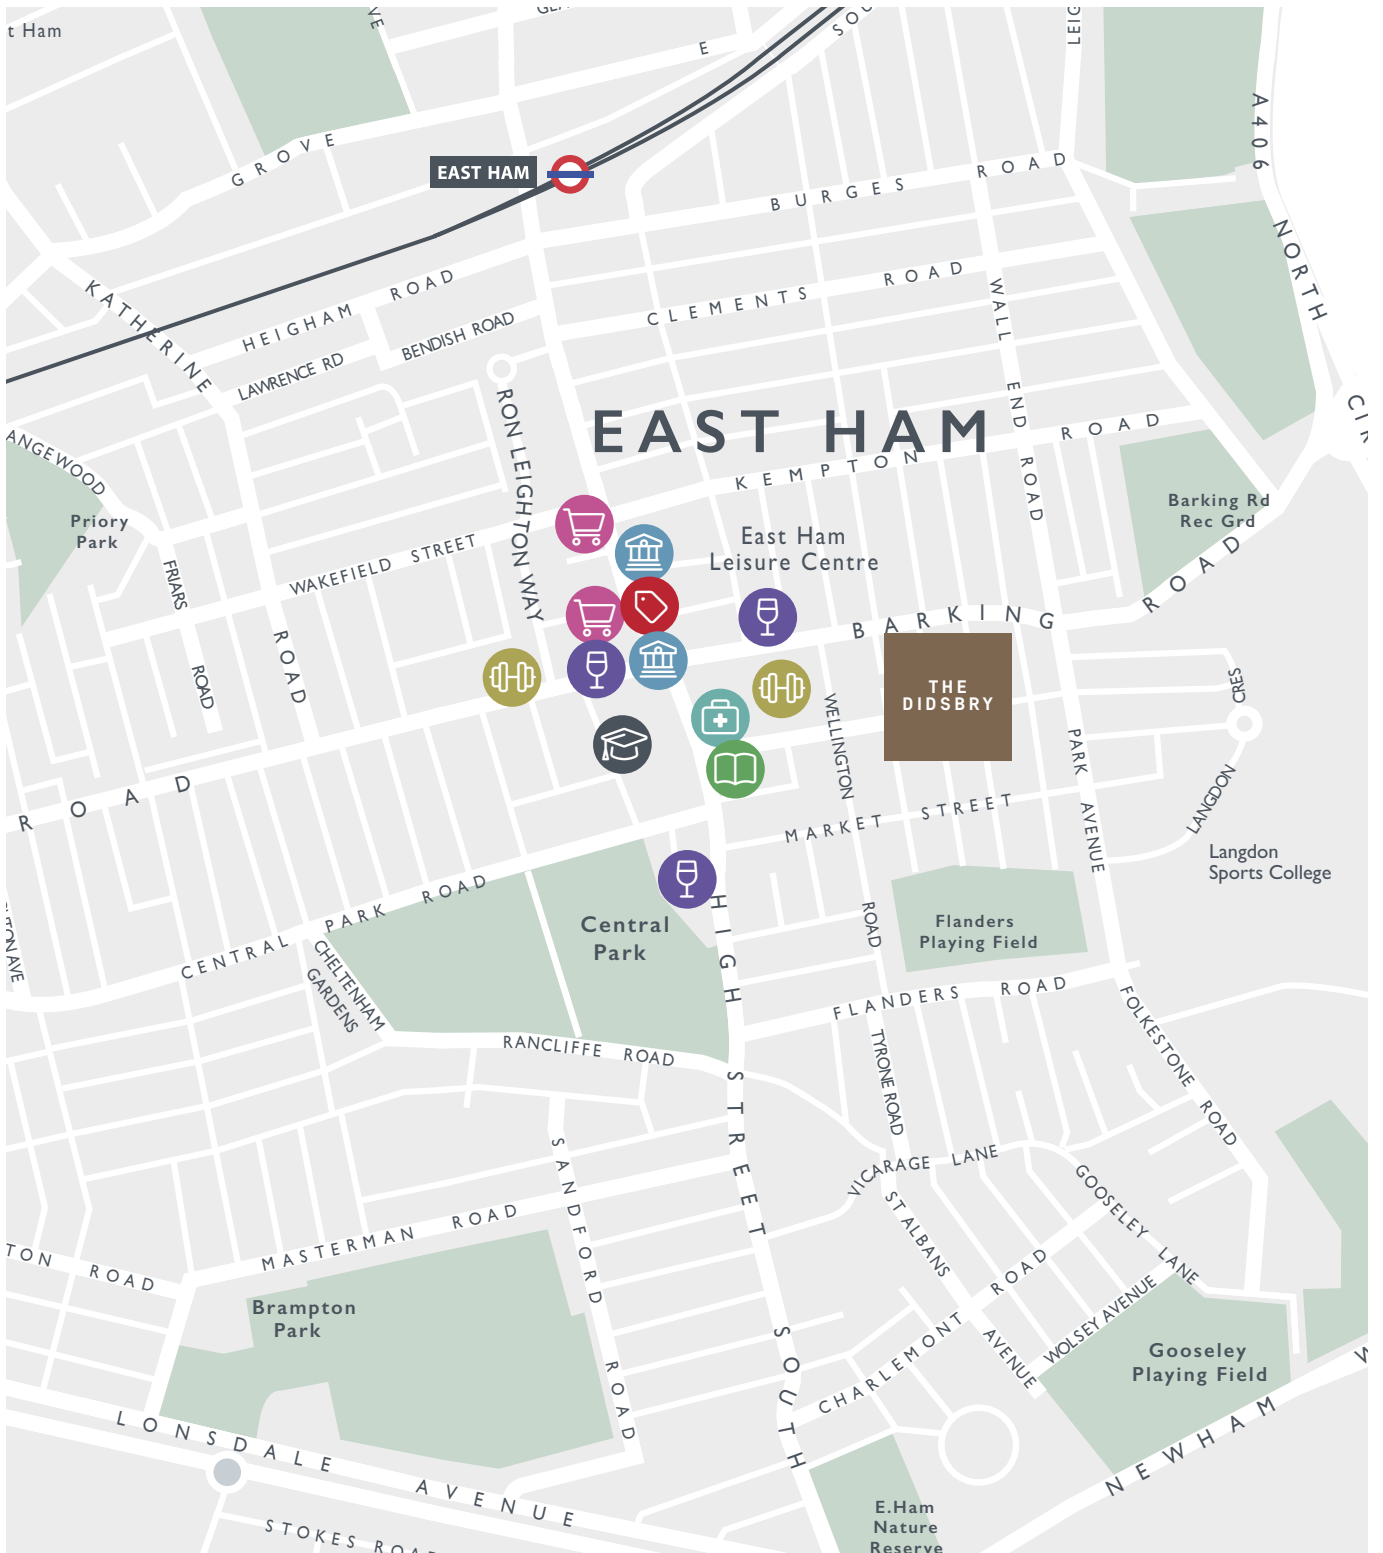 t Ham
GROVE
EAST HAM
BURGES ROAD
A406
NORTH
KATHERINE
HEIGHAM ROAD
LAWRENCE RD
BENDISH ROAD
CLEMENTS ROAD
WALL END ROAD
RON LEIGHTON WAY
EAST HAM
KEMPTON ROAD
ANGEWOOD
Priory
Park
FRIARS ROAD
WAKEFIELD STREET
ROAD
East Ham
Leisure Centre
Barking Rd
Rec Grd
BARKING ROAD
THE
DIDSBRY
WELLINGTON ROAD
CRES
LANGDON
PARK AVENUE
ROAD
MARKET STREET
Langdon
Sports College
CENTRAL PARK ROAD
Central
Park
Flanders
Playing Field
CHELTENHAM
GARDENS
HIGH STREET SOUTH
FLANDERS ROAD
RANCLIFFE ROAD
TYRONE ROAD
FOLKESTONE ROAD
SANDFORD ROAD
VICARAGE LANE
ST ALBANS AVENUE
GOOSELEY LANE
MASTERMAN ROAD
TON ROAD
CHARLEMONT ROAD
WOLSEY AVENUE
Brampton
Park
Gooseley
Playing Field
LONSDALE AVENUE
NEWHAM
STOKES ROA
E.Ham
Nature
Reserve